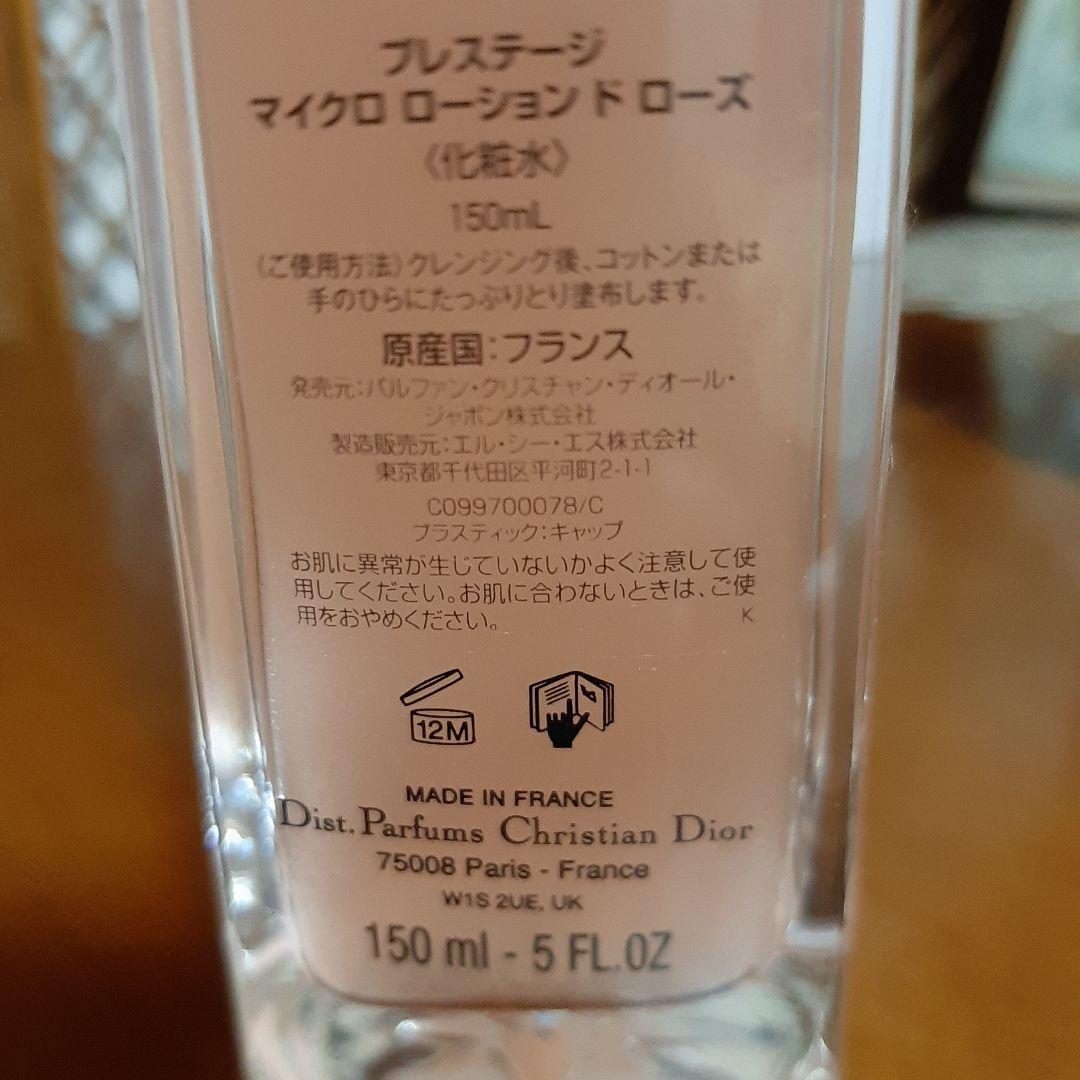 プレステージ
マイクロ ローション ド ローズ
〈化粧水〉
150mL
〈ご使用方法〉クレンジング後、コットンまたは
手のひらにたっぷりとり塗布します。
原産国：フランス
発売元：パルファン・クリスチャン・ディオール・
ジャポン株式会社
製造販売元：エル・シー・エス株式会社
東京都千代田区平河町2-1-1
C099700078/C
プラスティック：キャップ
お肌に異常が生じていないかよく注意して使
用してください。お肌に合わないときは、ご使
用をおやめください。 K
12M
MADE IN FRANCE
Dist. Parfums Christian Dior
75008 Paris - France
W1S 2UE, UK
150 ml - 5 FL.OZ